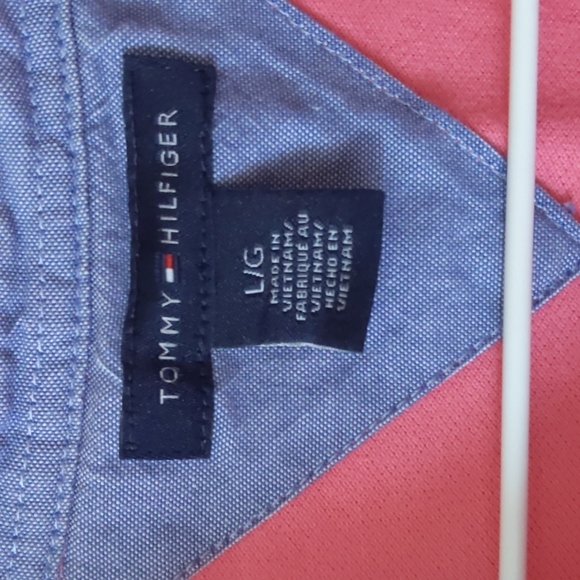 TOMMY HILFIGER
L/G
MADE IN
VIETNAM/
FABRIQUÉ AU
VIETNAM/
HECHO EN
VIETNAM